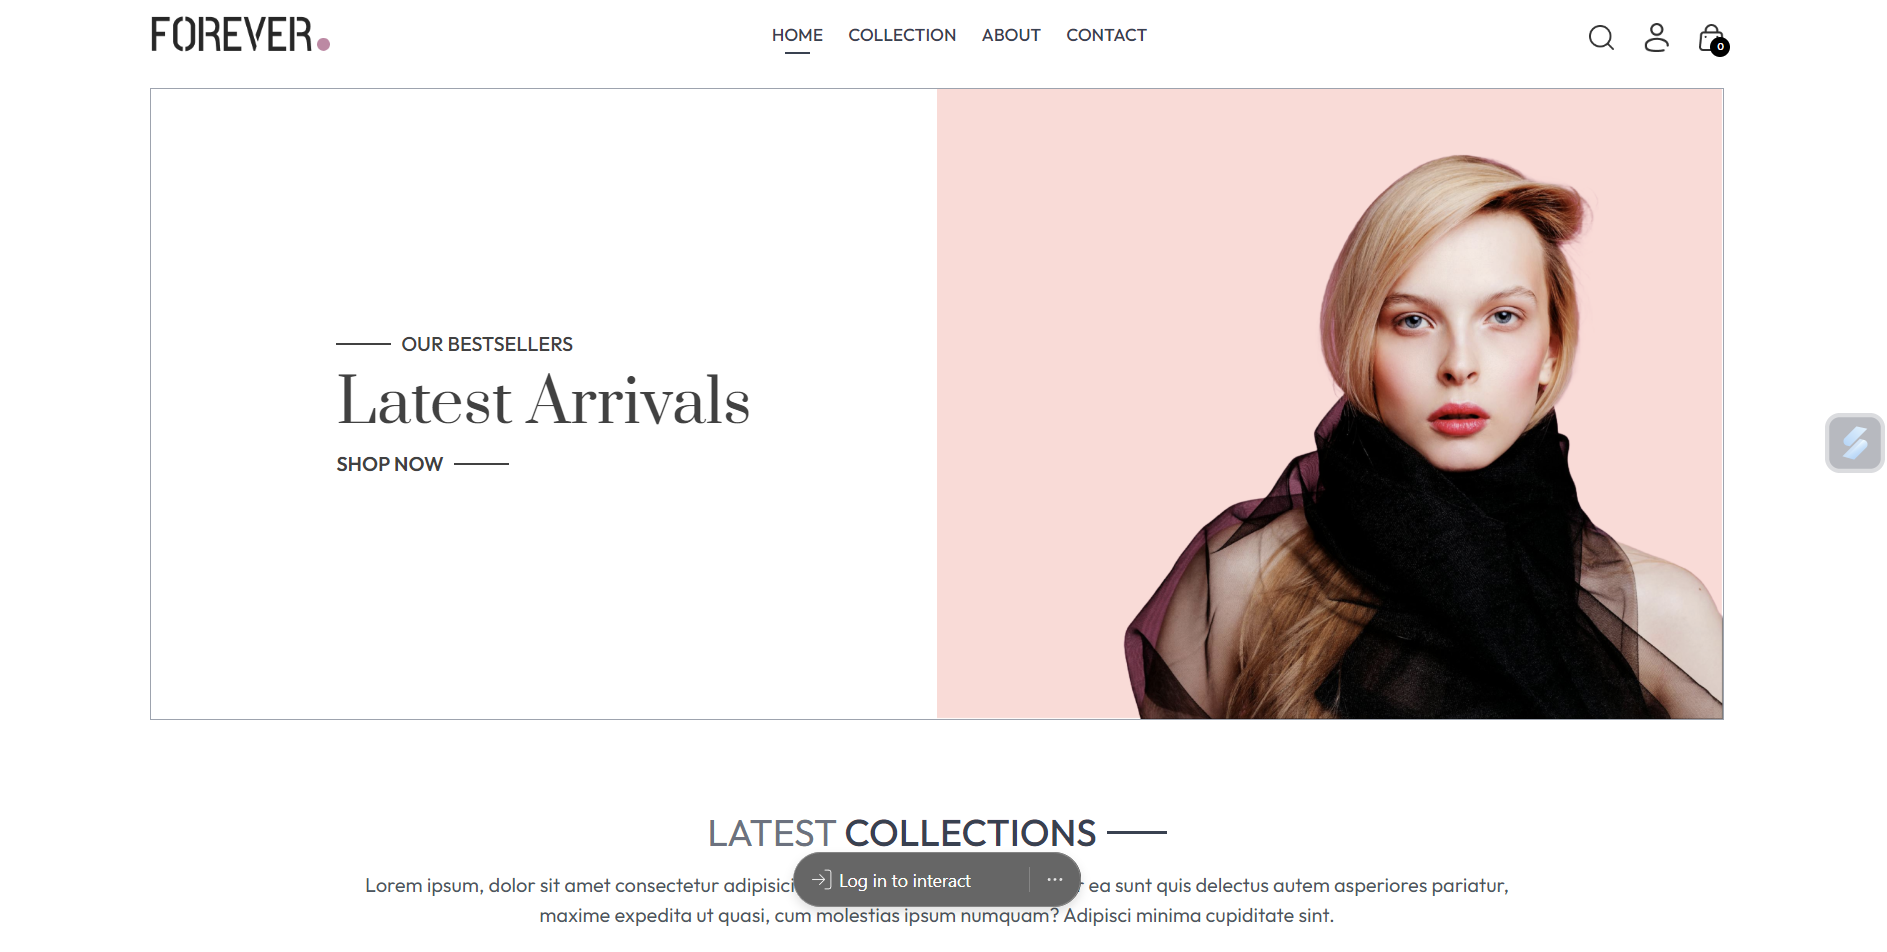 FOREVER.
HOME COLLECTION ABOUT CONTACT
0
OUR BESTSELLERS
Latest Arrivals
SHOP NOW
LATEST COLLECTIONS
Lorem ipsum, dolor sit amet consectetur ea sunt quis delectus autem asperiores pariatur,
Log in to interact
maxime expedita ut quasi, cum molestias ipsum numquam? Adipisci minima cupiditate sint.